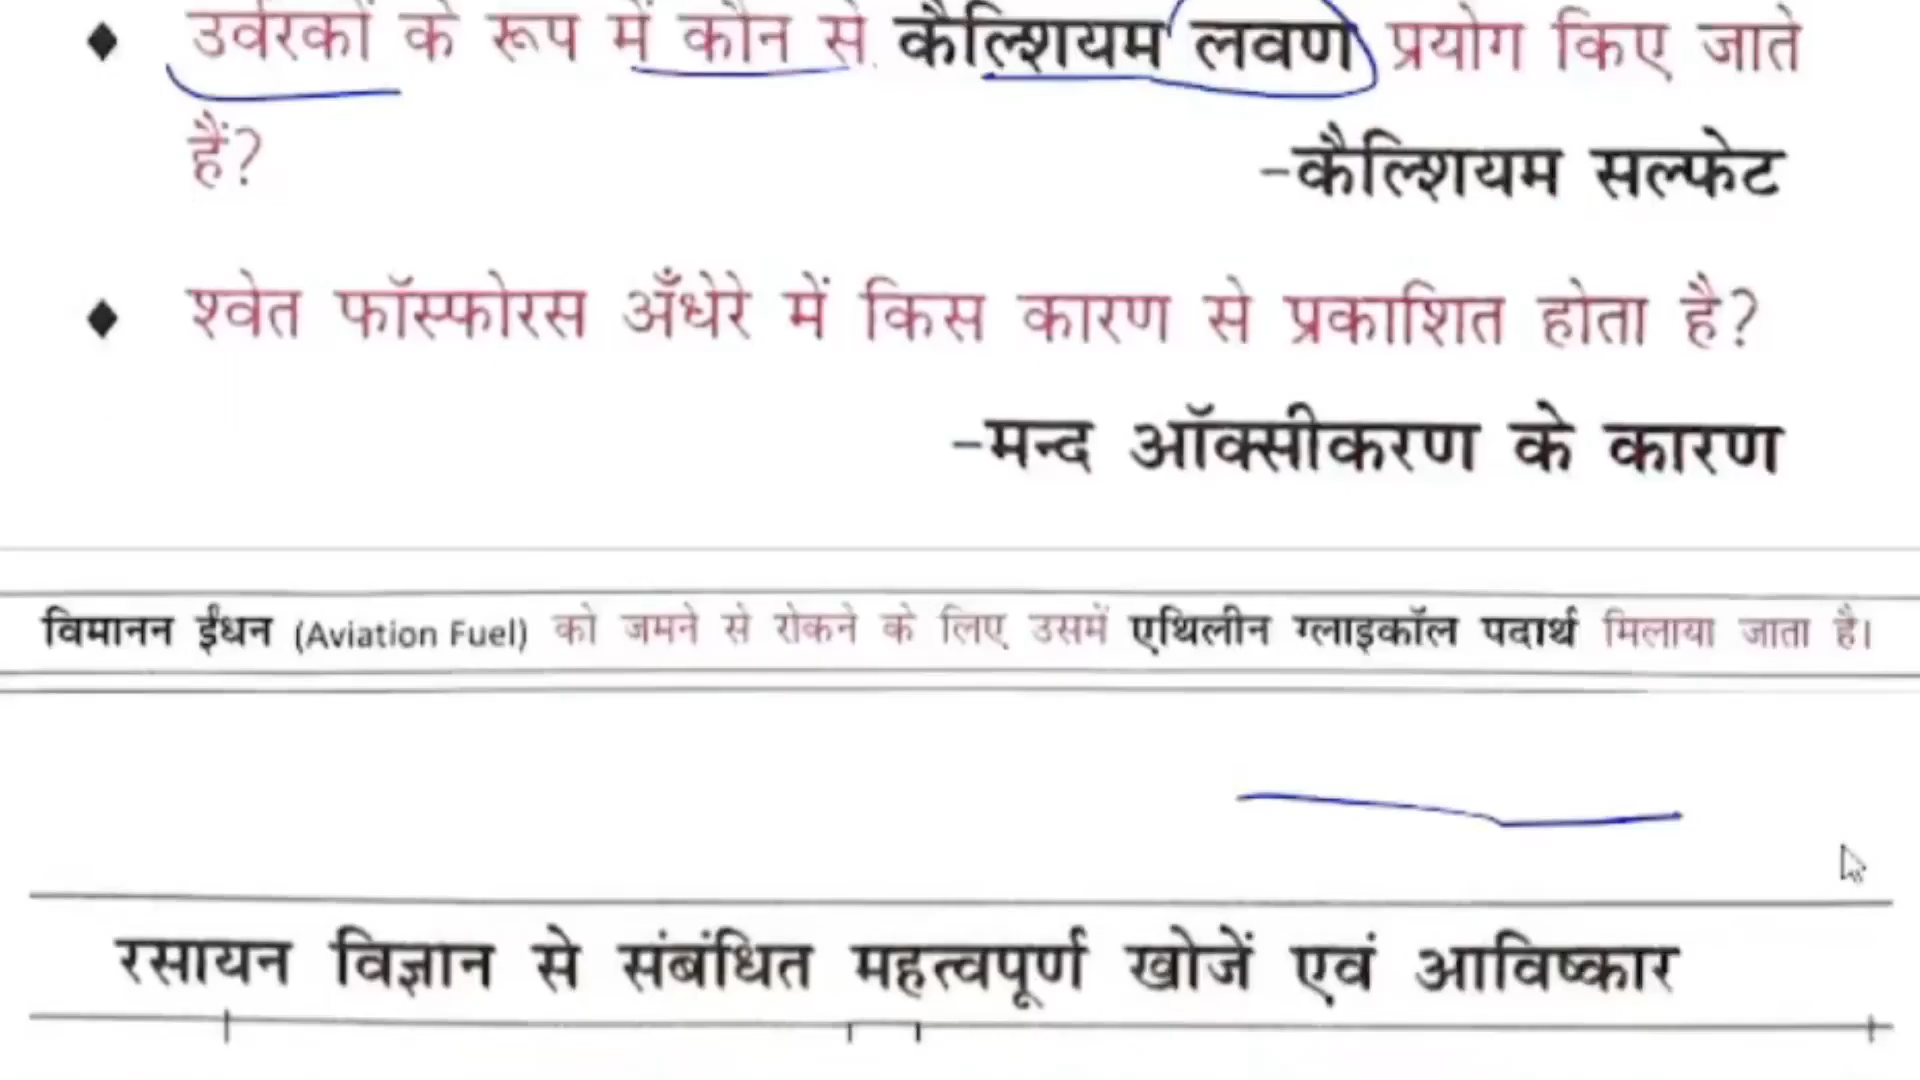 ♦ उर्वरकों के रूप में कौन से कैल्शियम लवण प्रयोग किए जाते
हैं?
-कैल्शियम सल्फेट
♦ श्वेत फॉस्फोरस अँधेरे में किस कारण से प्रकाशित होता है?
-मन्द ऑक्सीकरण के कारण
विमानन ईंधन (Aviation Fuel) को जमने से रोकने के लिए उसमें एथिलीन ग्लाइकॉल पदार्थ मिलाया जाता है।
रसायन विज्ञान से संबंधित महत्वपूर्ण खोजें एवं आविष्कार